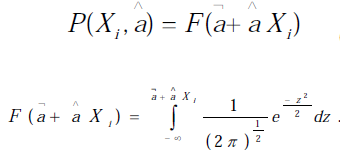 P(X_i, â) = F(a¬ + â X_i)
F (a¬ + â X_i) = ∫_{-∞}^{a¬ + â X_i} 1/(2π)^{1/2} e^{-z²/2} dz .